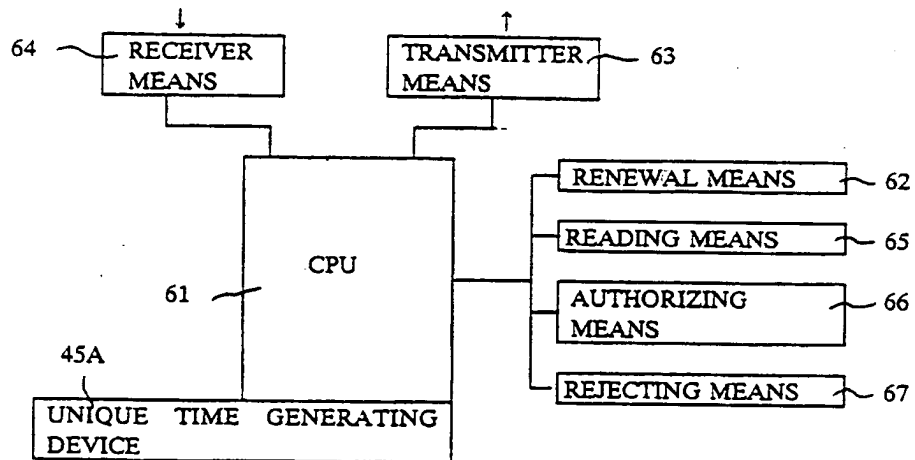 64
RECEIVER
MEANS
TRANSMITTER
MEANS
63
RENEWAL MEANS
62
READING MEANS
65
CPU
61
AUTHORIZING
MEANS
66
45A
REJECTING MEANS
67
UNIQUE TIME GENERATING
DEVICE